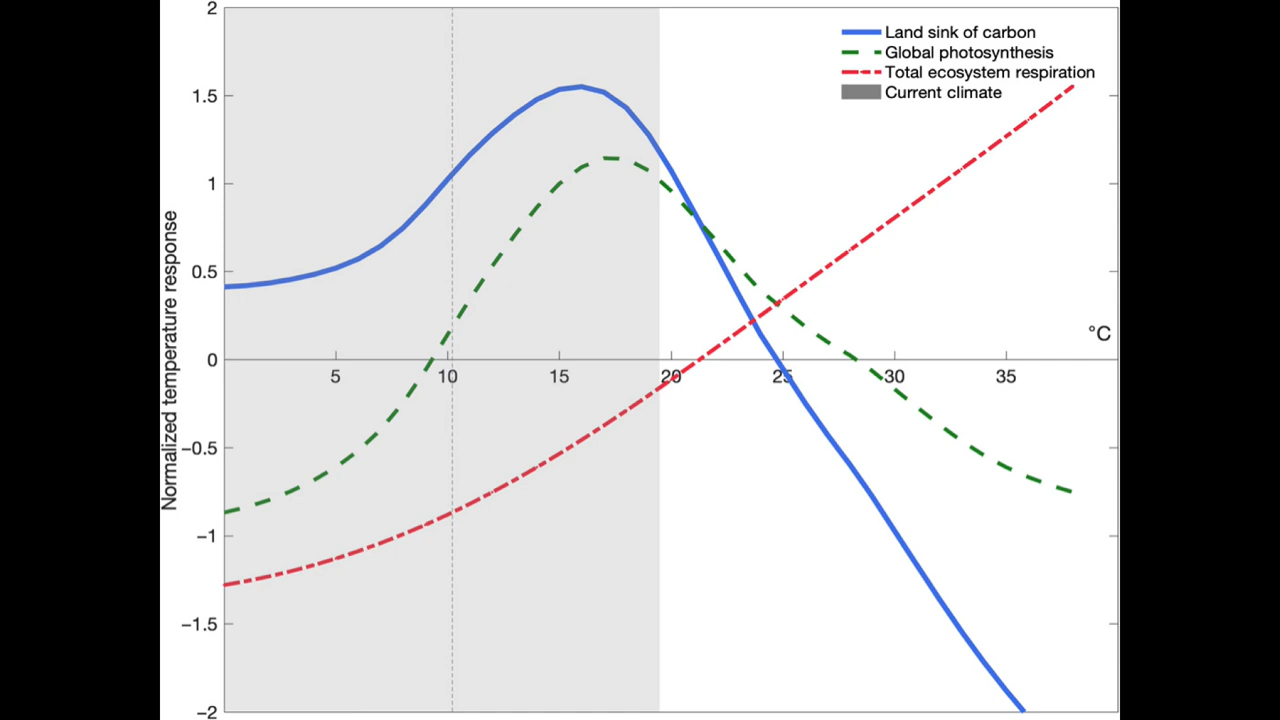 2
Land sink of carbon
Global photosynthesis
Total ecosystem respiration
Current climate
1.5
1
0.5
°C
0
5
10
15
20
25
30
35
−0.5
−1
−1.5
−2
Normalized temperature response